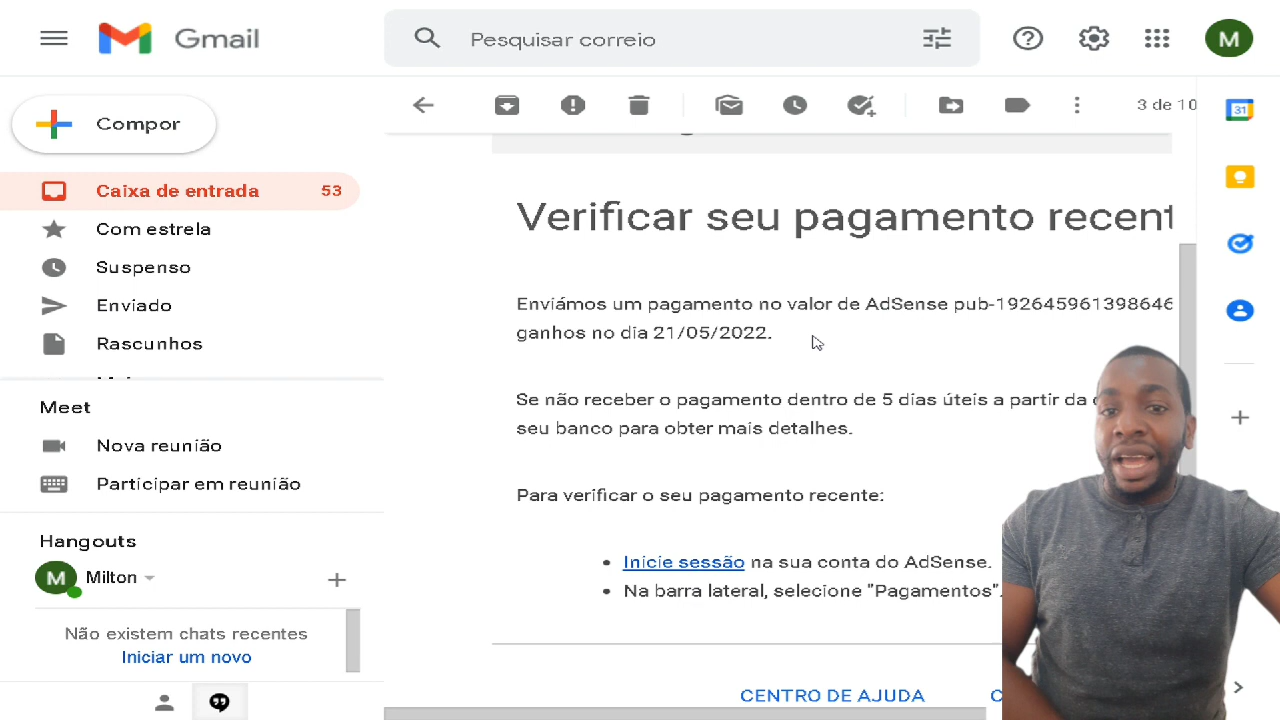 Gmail
Pesquisar correio
M
Compor
3 de 10
31
Caixa de entrada 53
Com estrela
Suspenso
Enviado
Rascunhos
Verificar seu pagamento recent
Enviámos um pagamento no valor de AdSense pub-192645961398646
ganhos no dia 21/05/2022.
Se não receber o pagamento dentro de 5 dias úteis a partir da
seu banco para obter mais detalhes.
Para verificar o seu pagamento recente:
• Inicie sessão na sua conta do AdSense.
• Na barra lateral, selecione "Pagamentos".
CENTRO DE AJUDA
Meet
Nova reunião
Participar em reunião
Hangouts
M Milton
Não existem chats recentes
Iniciar um novo